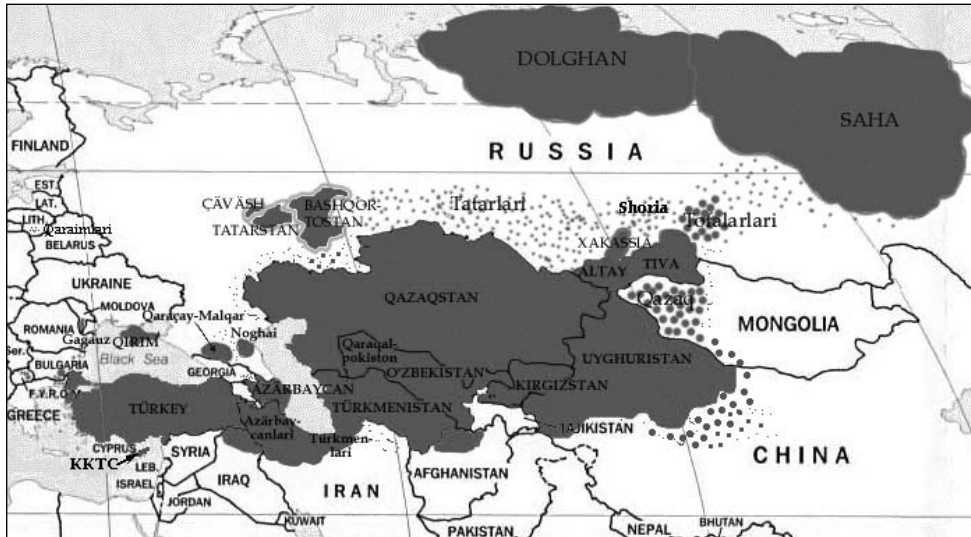 DOLGHAN
SAHA
FINLAND
RUSSIA
EST.
LAT.
LITH.
Qaraimlari
BELARUS
ÇÄVÄSH
BASHQOR-
TOSTAN
TATARSTAN
Tatarlari
Shoria
Tofalarlari
XAKASSIA
ALTAY
TIVA
UKRAINE
MOLDOVA
QAZAQSTAN
Qazaq
MONGOLIA
ROMANIA
Qaraçay-Malqar
Gagauz
QIRIM
Noghai
Ser.
Black Sea
BULGARIA
GEORGIA
Qaraqal-
pokiston
O'ZBEKISTAN
UYGHURISTAN
KIRGIZSTAN
F.Y.R.O.M
GREECE
TÜRKEY
AZÄRBAYCAN
TÜRKMENISTAN
Azärbay-
canlari
Türkmen-
lari
TAJIKISTAN
CYPRUS
KKTC
LEB.
SYRIA
ISRAEL
IRAQ
IRAN
AFGHANISTAN
CHINA
JORDAN
KUWAIT
PAKISTAN
NEPAL
BHUTAN